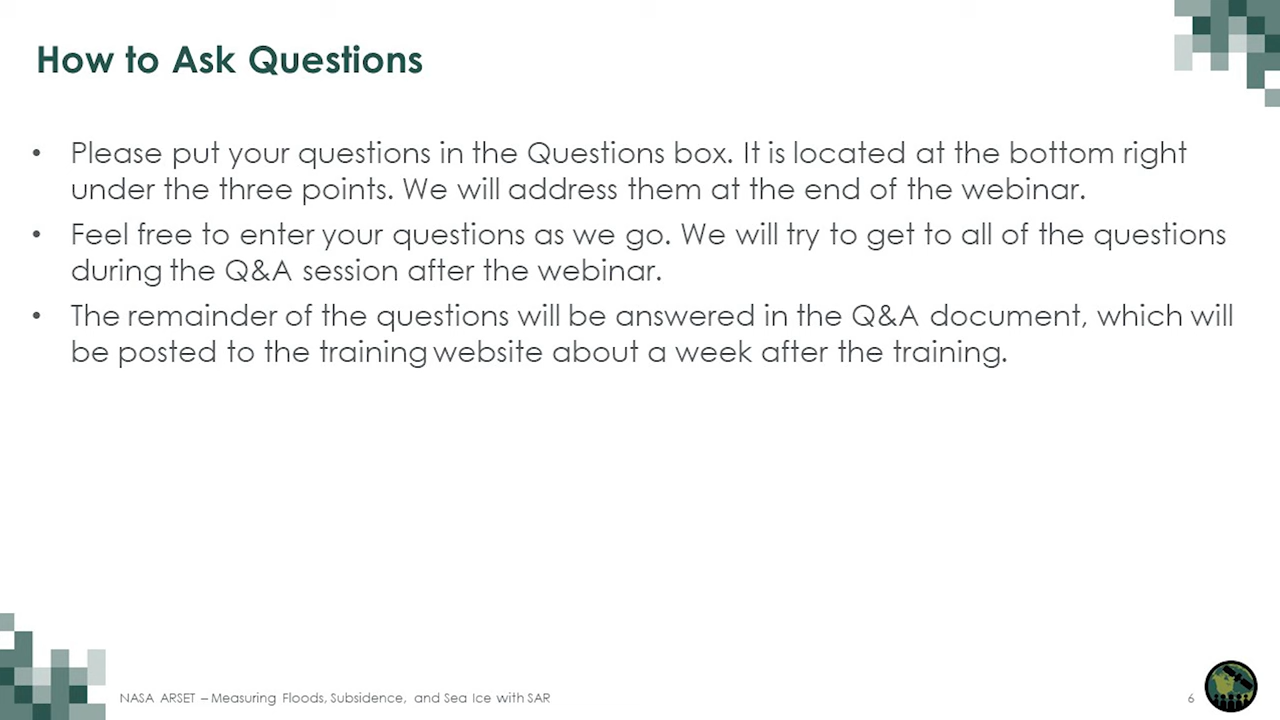 How to Ask Questions
• Please put your questions in the Questions box. It is located at the bottom right
under the three points. We will address them at the end of the webinar.
• Feel free to enter your questions as we go. We will try to get to all of the questions
during the Q&A session after the webinar.
• The remainder of the questions will be answered in the Q&A document, which will
be posted to the training website about a week after the training.
NASA ARSET – Measuring Floods, Subsidence, and Sea Ice with SAR
6